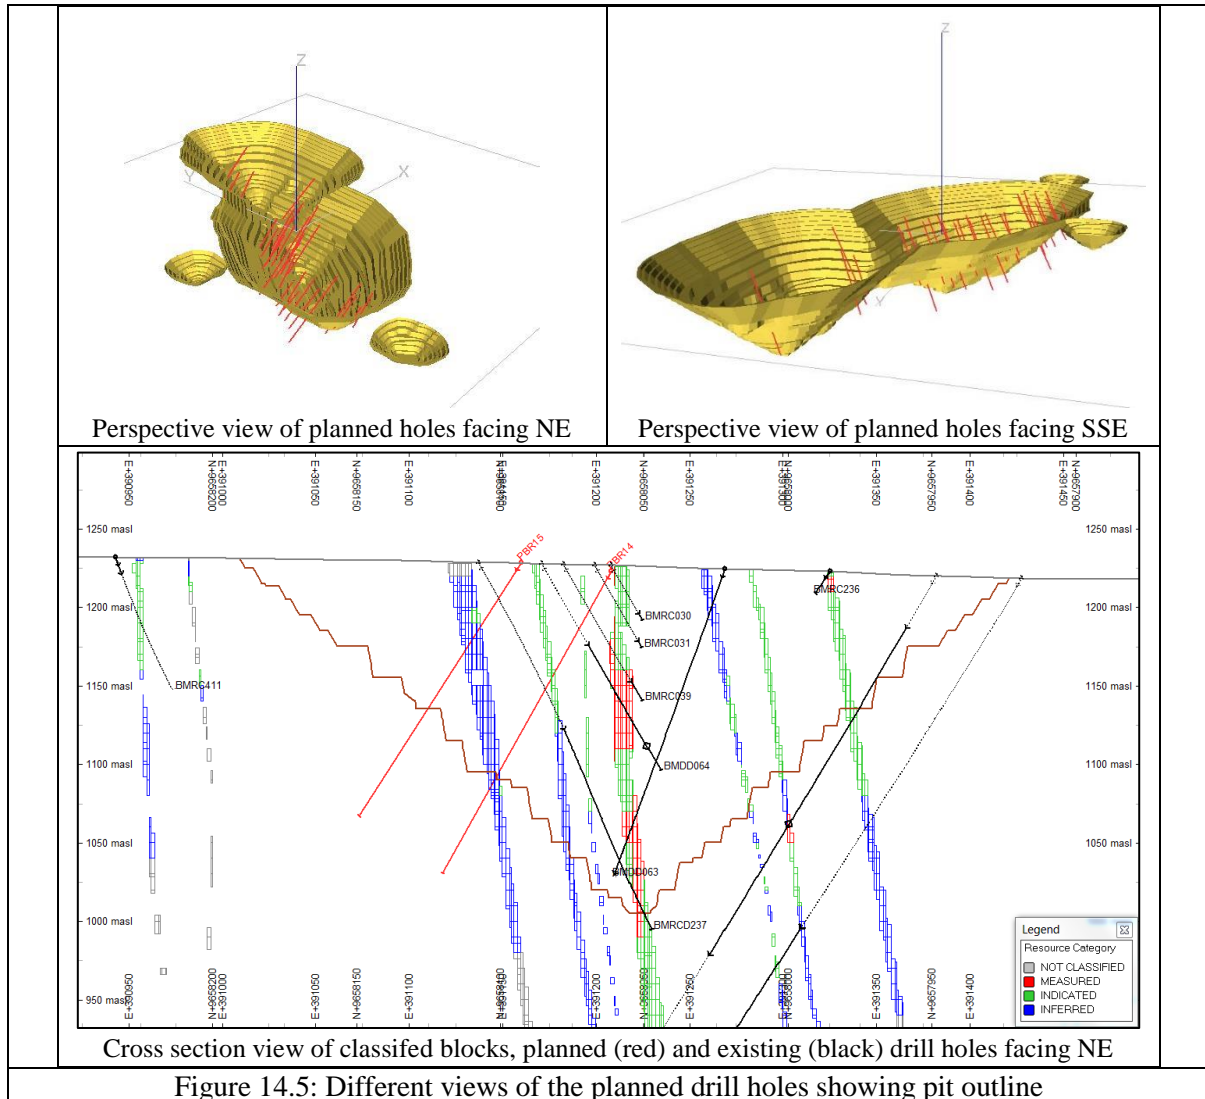 Z
Y
X
Perspective view of planned holes facing NE
Z
Y
Perspective view of planned holes facing SSE
E+390950
N+9658200
E+391000
E+391050
N+9658150
E+391100
E+391200
N+9658050
E+391250
E+391350
N+9657950
E+391400
E+391450
N+9657900
1250 masl
1250 masl
PBR15
PBR14
1200 masl
BMRC236
1200 masl
BMRC030
BMRC031
1150 masl
BMRC411
BMRC039
1150 masl
1100 masl
BMDD064
1100 masl
1050 masl
1050 masl
BMDD063
1000 masl
BMRCD237
Legend
Resource Category
NOT CLASSIFIED
MEASURED
INDICATED
INFERRED
950 masl
E+390950
N+9658200
E+391000
E+391050
N+9658150
E+391100
E+391200
N+9658050
E+391250
N+9658000
E+391350
N+9657950
E+391400
Cross section view of classifed blocks, planned (red) and existing (black) drill holes facing NE
Figure 14.5: Different views of the planned drill holes showing pit outline